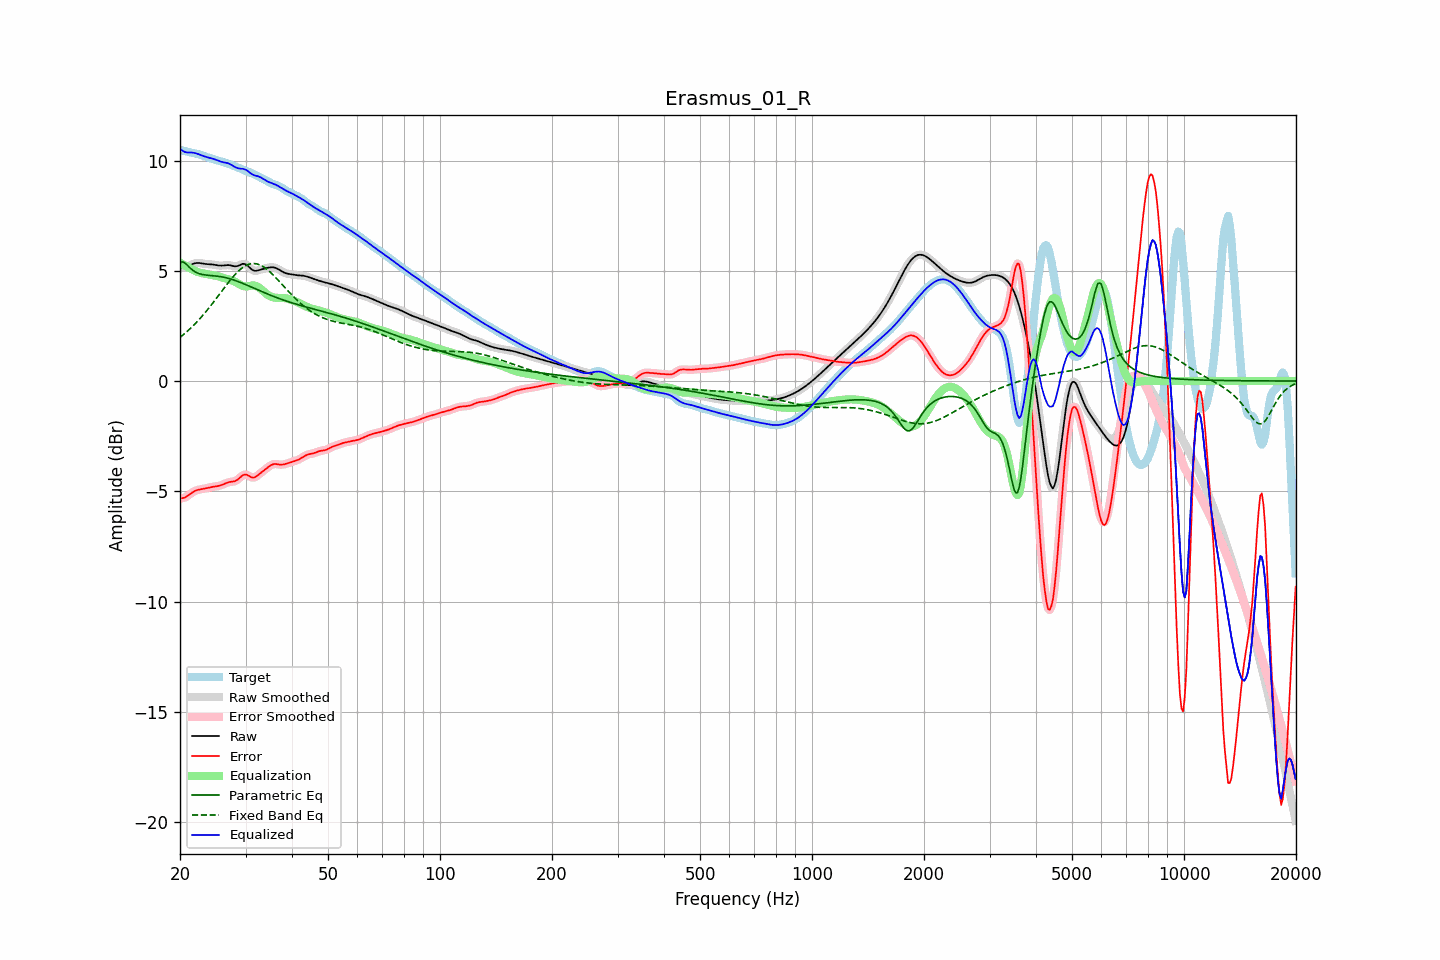 Erasmus_01_R
Amplitude (dBr)
10
5
0
−5
−10
−15
−20
Target
Raw Smoothed
Error Smoothed
Raw
Error
Equalization
Parametric Eq
Fixed Band Eq
Equalized
20 50 100 200 500 1000 2000 5000 10000 20000
Frequency (Hz)